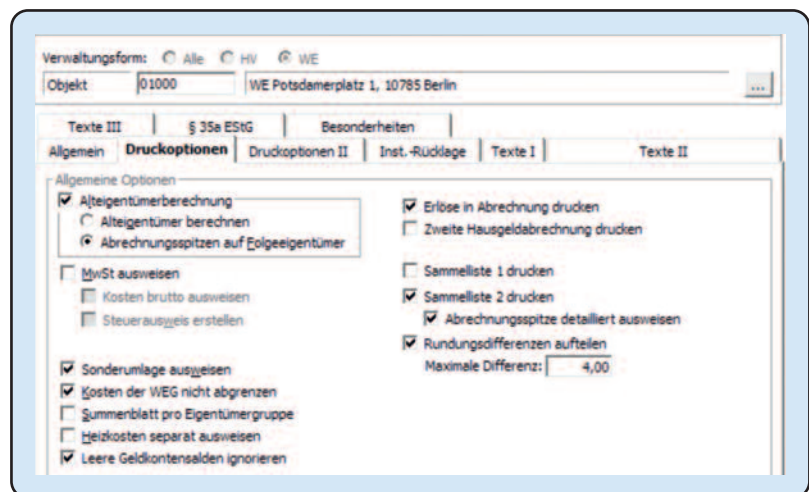 Verwaltungsform: Alle HV WE
Objekt 01000 WE Potsdamerplatz 1, 10785 Berlin ...
Texte III § 35a EStG Besonderheiten
Allgemein Druckoptionen Druckoptionen II Inst.-Rücklage Texte I Texte II
Allgemeine Optionen
Alteigentümerberechnung
Alteigentümer berechnen
Abrechnungsspitzen auf Folgeeigentümer
MwSt ausweisen
Kosten brutto ausweisen
Steuerausweis erstellen
Sonderumlage ausweisen
Kosten der WEG nicht abgrenzen
Summenblatt pro Eigentümergruppe
Heizkosten separat ausweisen
Leere Geldkontensalden ignorieren
Erlöse in Abrechnung drucken
Zweite Hausgeldabrechnung drucken
Sammelliste 1 drucken
Sammelliste 2 drucken
Abrechnungsspitze detailliert ausweisen
Rundungsdifferenzen aufteilen
Maximale Differenz: 4,00